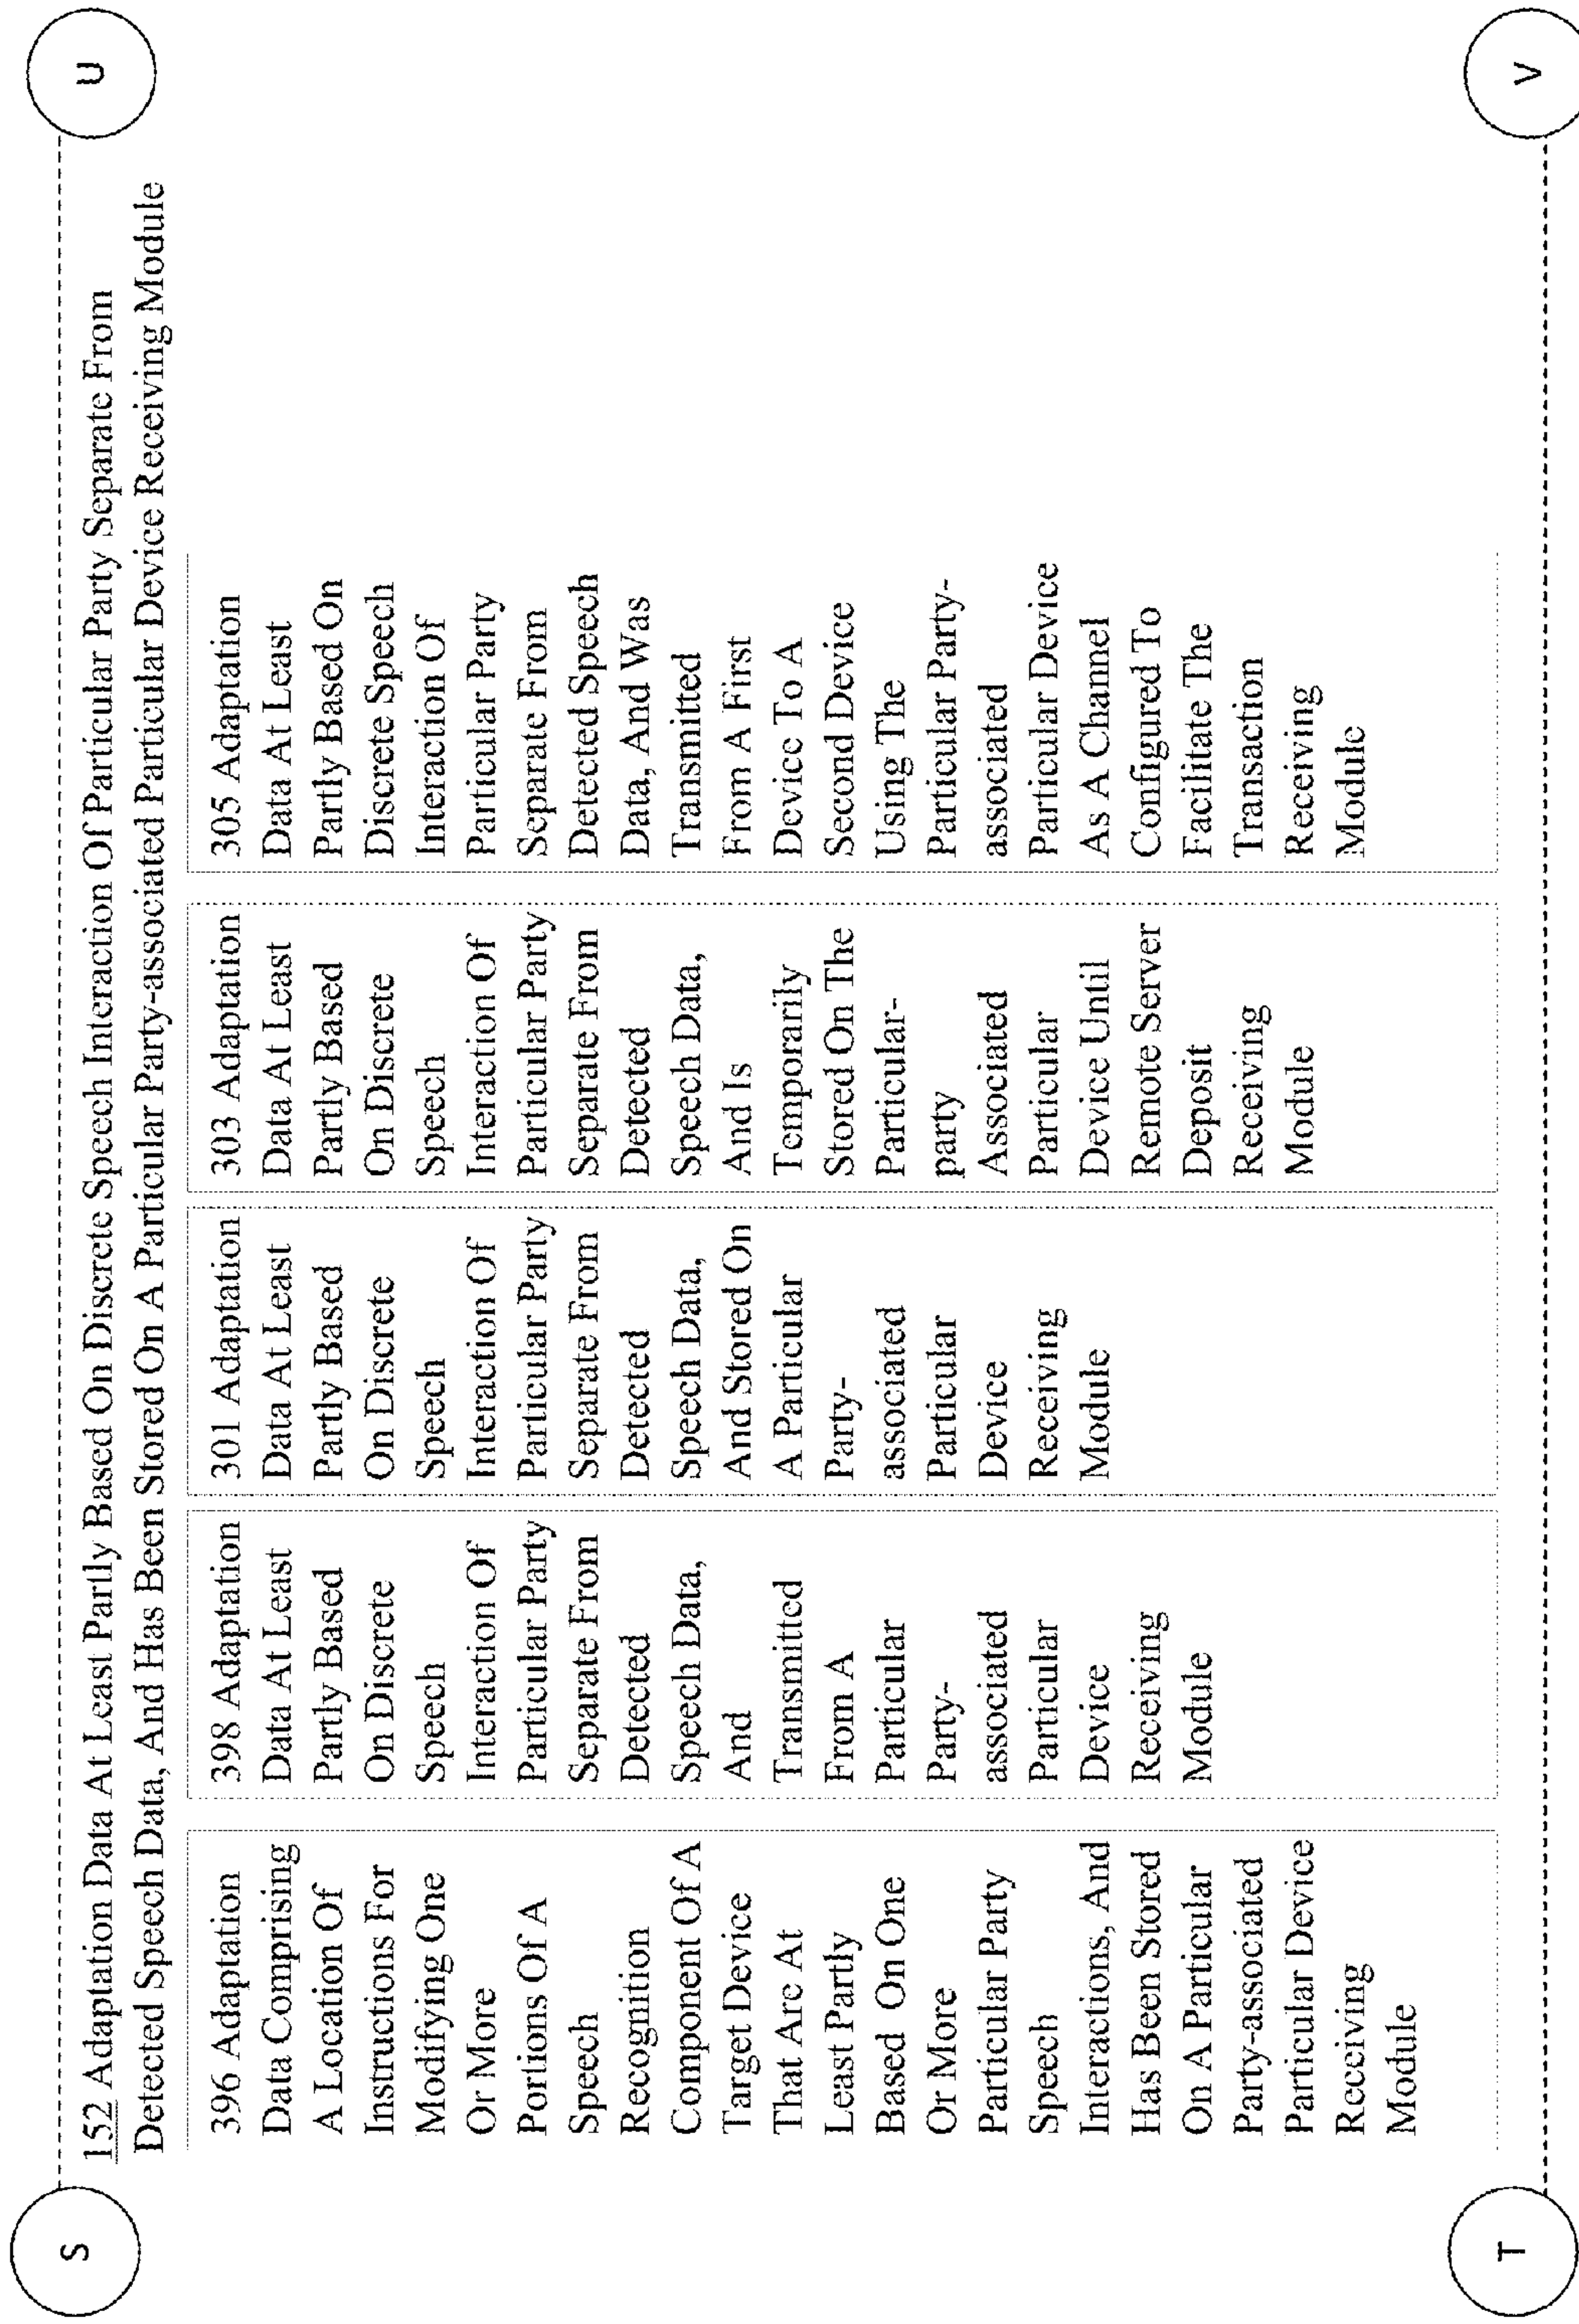 S
U
152 Adaptation Data At Least Partly Based On Discrete Speech Interaction Of Particular Party Separate From
Detected Speech Data, And Has Been Stored On A Particular Party-associated Particular Device Receiving Module
396 Adaptation
Data Comprising
A Location Of
Instructions For
Modifying One
Or More
Portions Of A
Speech
Recognition
Component Of A
Target Device
That Are At
Least Partly
Based On One
Or More
Particular Party
Speech
Interactions, And
Has Been Stored
On A Particular
Party-associated
Particular Device
Receiving
Module
398 Adaptation
Data At Least
Partly Based
On Discrete
Speech
Interaction Of
Particular Party
Separate From
Detected
Speech Data,
And
Transmitted
From A
Particular
Party-
associated
Particular
Device
Receiving
Module
301 Adaptation
Data At Least
Partly Based
On Discrete
Speech
Interaction Of
Particular Party
Separate From
Detected
Speech Data,
And Stored On
A Particular
Party-
associated
Particular
Device
Receiving
Module
303 Adaptation
Data At Least
Partly Based
On Discrete
Speech
Interaction Of
Particular Party
Separate From
Detected
Speech Data,
And Is
Temporarily
Stored On The
Particular-
party
Associated
Particular
Device Until
Remote Server
Deposit
Receiving
Module
305 Adaptation
Data At Least
Partly Based On
Discrete Speech
Interaction Of
Particular Party
Separate From
Detected Speech
Data, And Was
Transmitted
From A First
Device To A
Second Device
Using The
Particular Party-
associated
Particular Device
As A Channel
Configured To
Facilitate The
Transaction
Receiving
Module
T
V